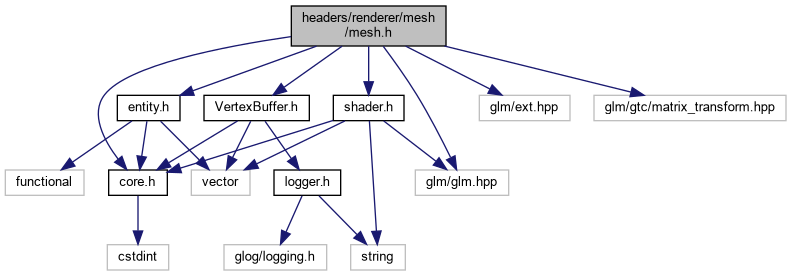 headers/renderer/mesh
/mesh.h
entity.h
VertexBuffer.h
shader.h
glm/ext.hpp
glm/gtc/matrix_transform.hpp
functional
core.h
vector
logger.h
glm/glm.hpp
cstdint
glog/logging.h
string